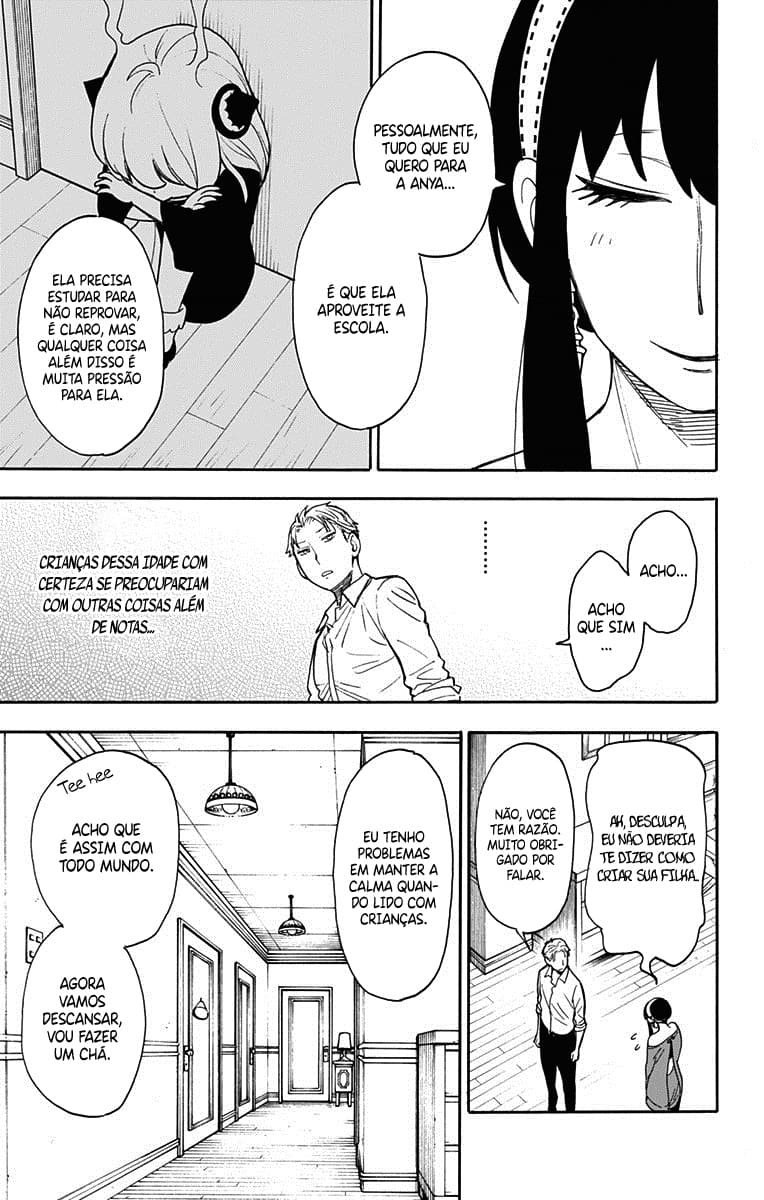 PESSOALMENTE,
TUDO QUE EU
QUERO PARA
A ANYA...
É QUE ELA
APROVEITE A
ESCOLA.
ELA PRECISA
ESTUDAR PARA
NÃO REPROVAR,
É CLARO, MAS
QUALQUER COISA
ALÉM DISSO É
MUITA PRESSÃO
PARA ELA.
ACHO...
ACHO
QUE SIM
...
CRIANÇAS DESSA IDADE COM
CERTEZA SE PREOCUPARIAM
COM OUTRAS COISAS ALÉM
DE NOTAS...
AH, DESCULPA,
EU NÃO DEVERIA
TE DIZER COMO
CRIAR SUA FILHA...
NÃO, VOCÊ
TEM RAZÃO.
MUITO OBRI-
GADO POR
FALAR.
EU TENHO
PROBLEMAS
EM MANTER A
CALMA QUAN-
DO LIDO COM
CRIANÇAS.
Tee hee
ACHO QUE
É ASSIM COM
TODO MUNDO.
AGORA
VAMOS
DESCANSAR,
VOU FAZER
UM CHÁ.